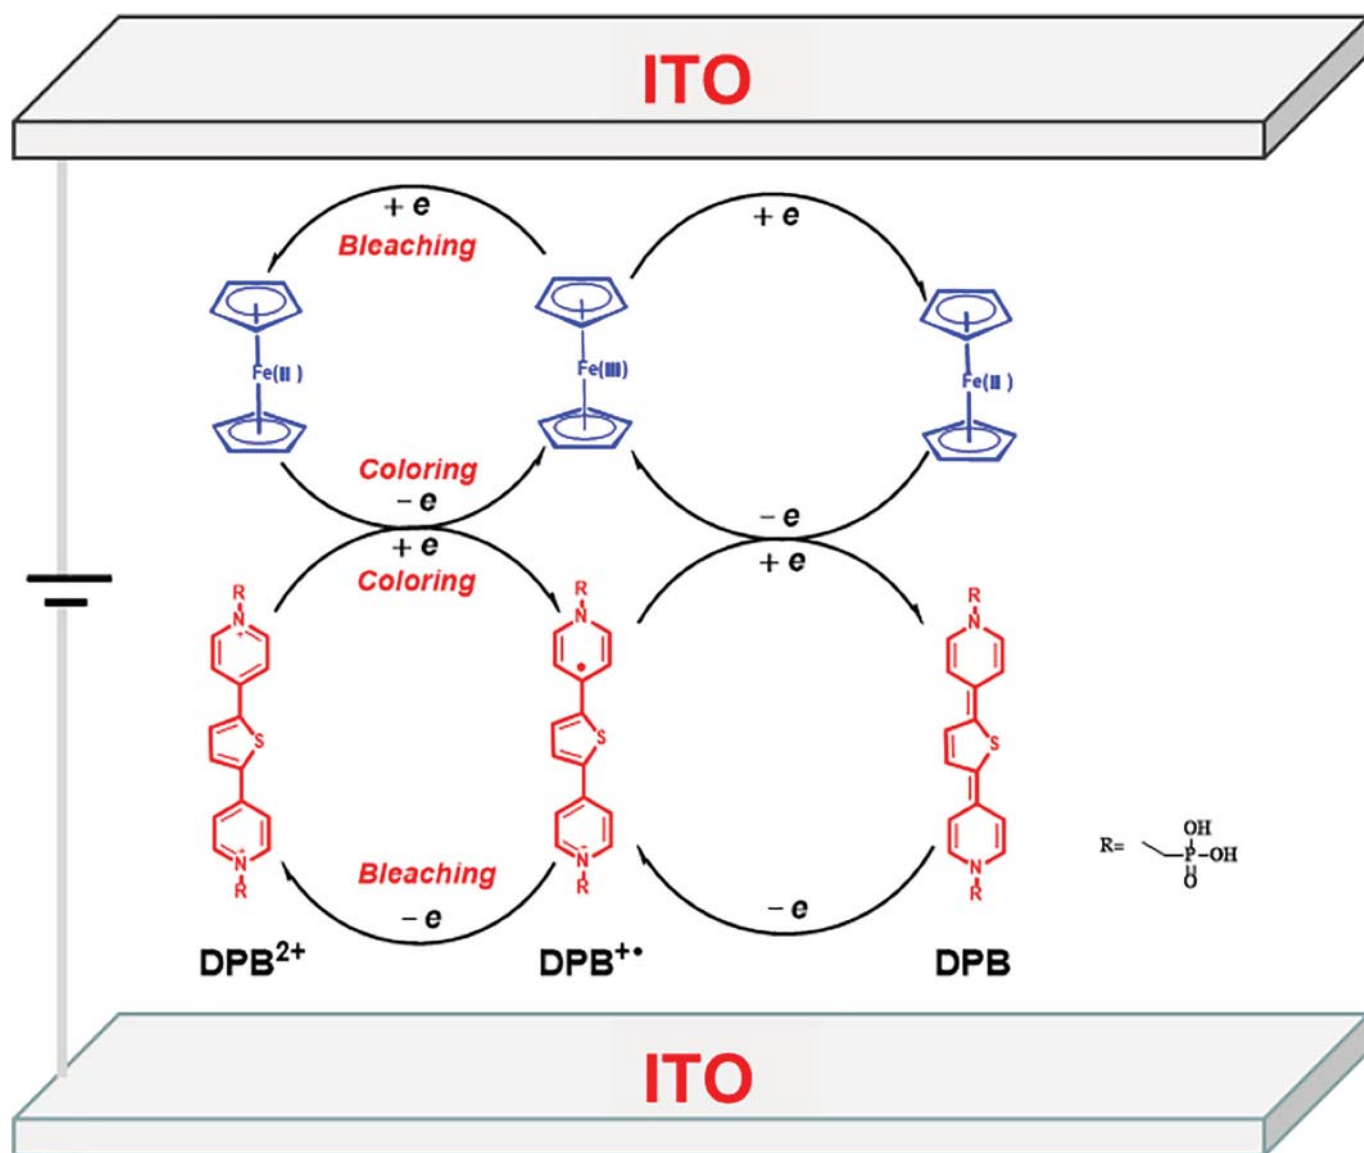 ITO
+ e
Bleaching
+ e
Fe(II )
Fe(III)
Fe(II )
Coloring
– e
– e
+ e
+ e
Coloring
R
N
+
S
N
+
R
R
N
•
S
N
+
R
R
N
S
N
R
R=
OH
P–OH
O
Bleaching
– e
– e
DPB2+
DPB+•
DPB
ITO